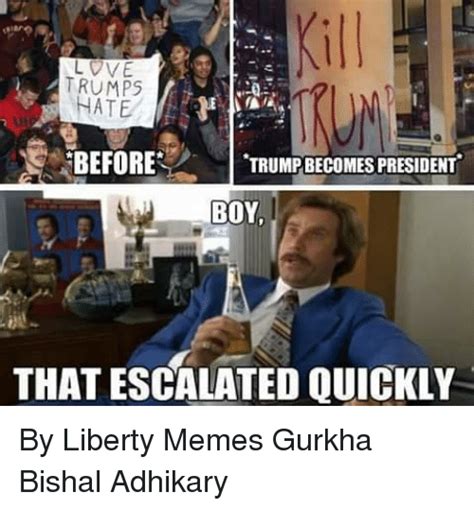 LOVE
TRUMPS
HATE
Kill
TRUMP
*BEFORE*
*TRUMP BECOMES PRESIDENT*
BOY,
THAT ESCALATED QUICKLY
By Liberty Memes Gurkha
Bishal Adhikary